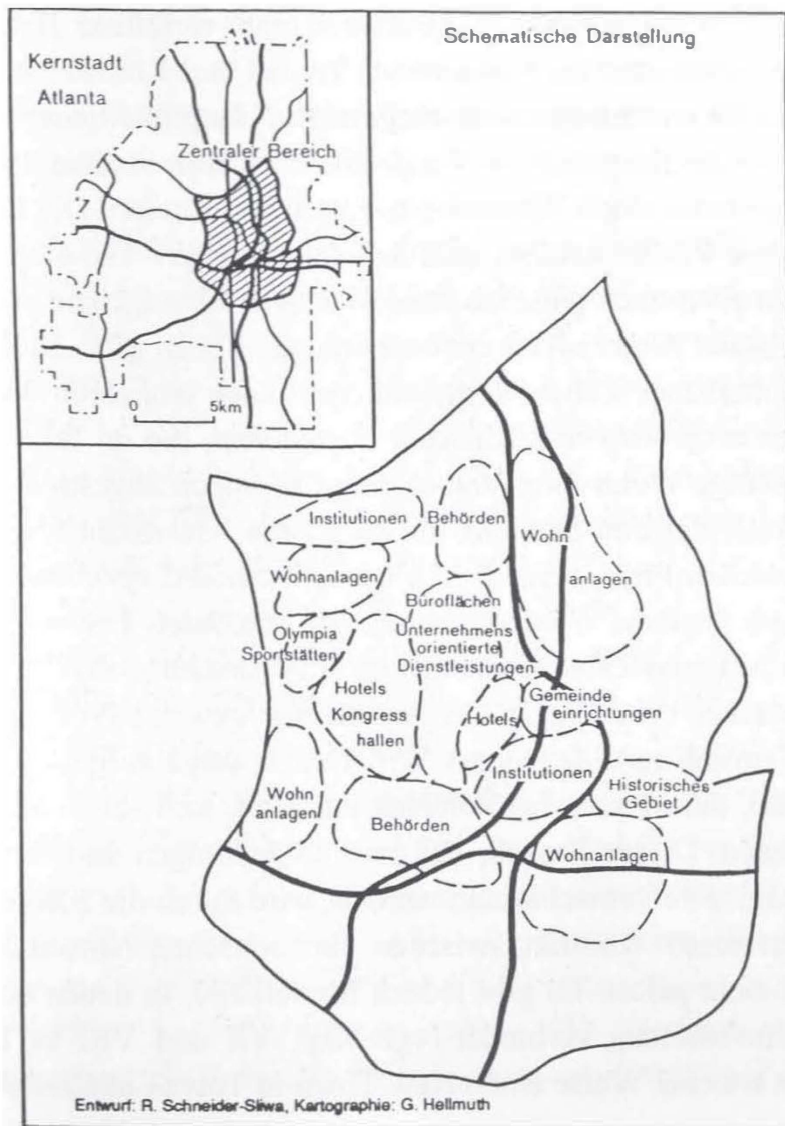 Schematische Darstellung
Kernstadt
Atlanta
Zentraler Bereich
0 5km
Institutionen
Behörden
Wohn
anlagen
Wohnanlagen
Büroflächen
Unternehmens
orientierte
Dienstleistungen
Olympia
Sportstätten
Hotels
Kongress
hallen
Hotels
Gemeinde
einrichtungen
Institutionen
Historisches
Gebiet
Wohn
anlagen
Behörden
Wohnanlagen
Entwurf: R. Schneider-Sliwa, Kartographie: G. Hellmuth